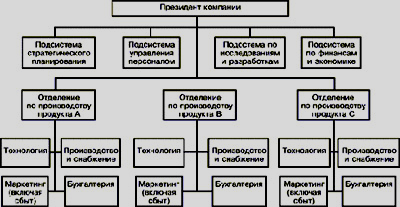 Президент компании
Подсистема
стратегического
планирования
Подсистема
управления
персоналом
Подсистема по
исследованиям
и разработкам
Подсистема
по финансам
и экономике
Отделение
по производству
продукта A
Отделение
по производству
продукта B
Отделение
по производству
продукта C
Технология
Производство
и снабжение
Технология
Производство
и снабжение
Технология
Производство
и снабжение
Маркетинг
(включая
сбыт)
Бухгалтерия
Маркетинг
(включая
сбыт)
Бухгалтерия
Маркетинг
(включая
сбыт)
Бухгалтерия